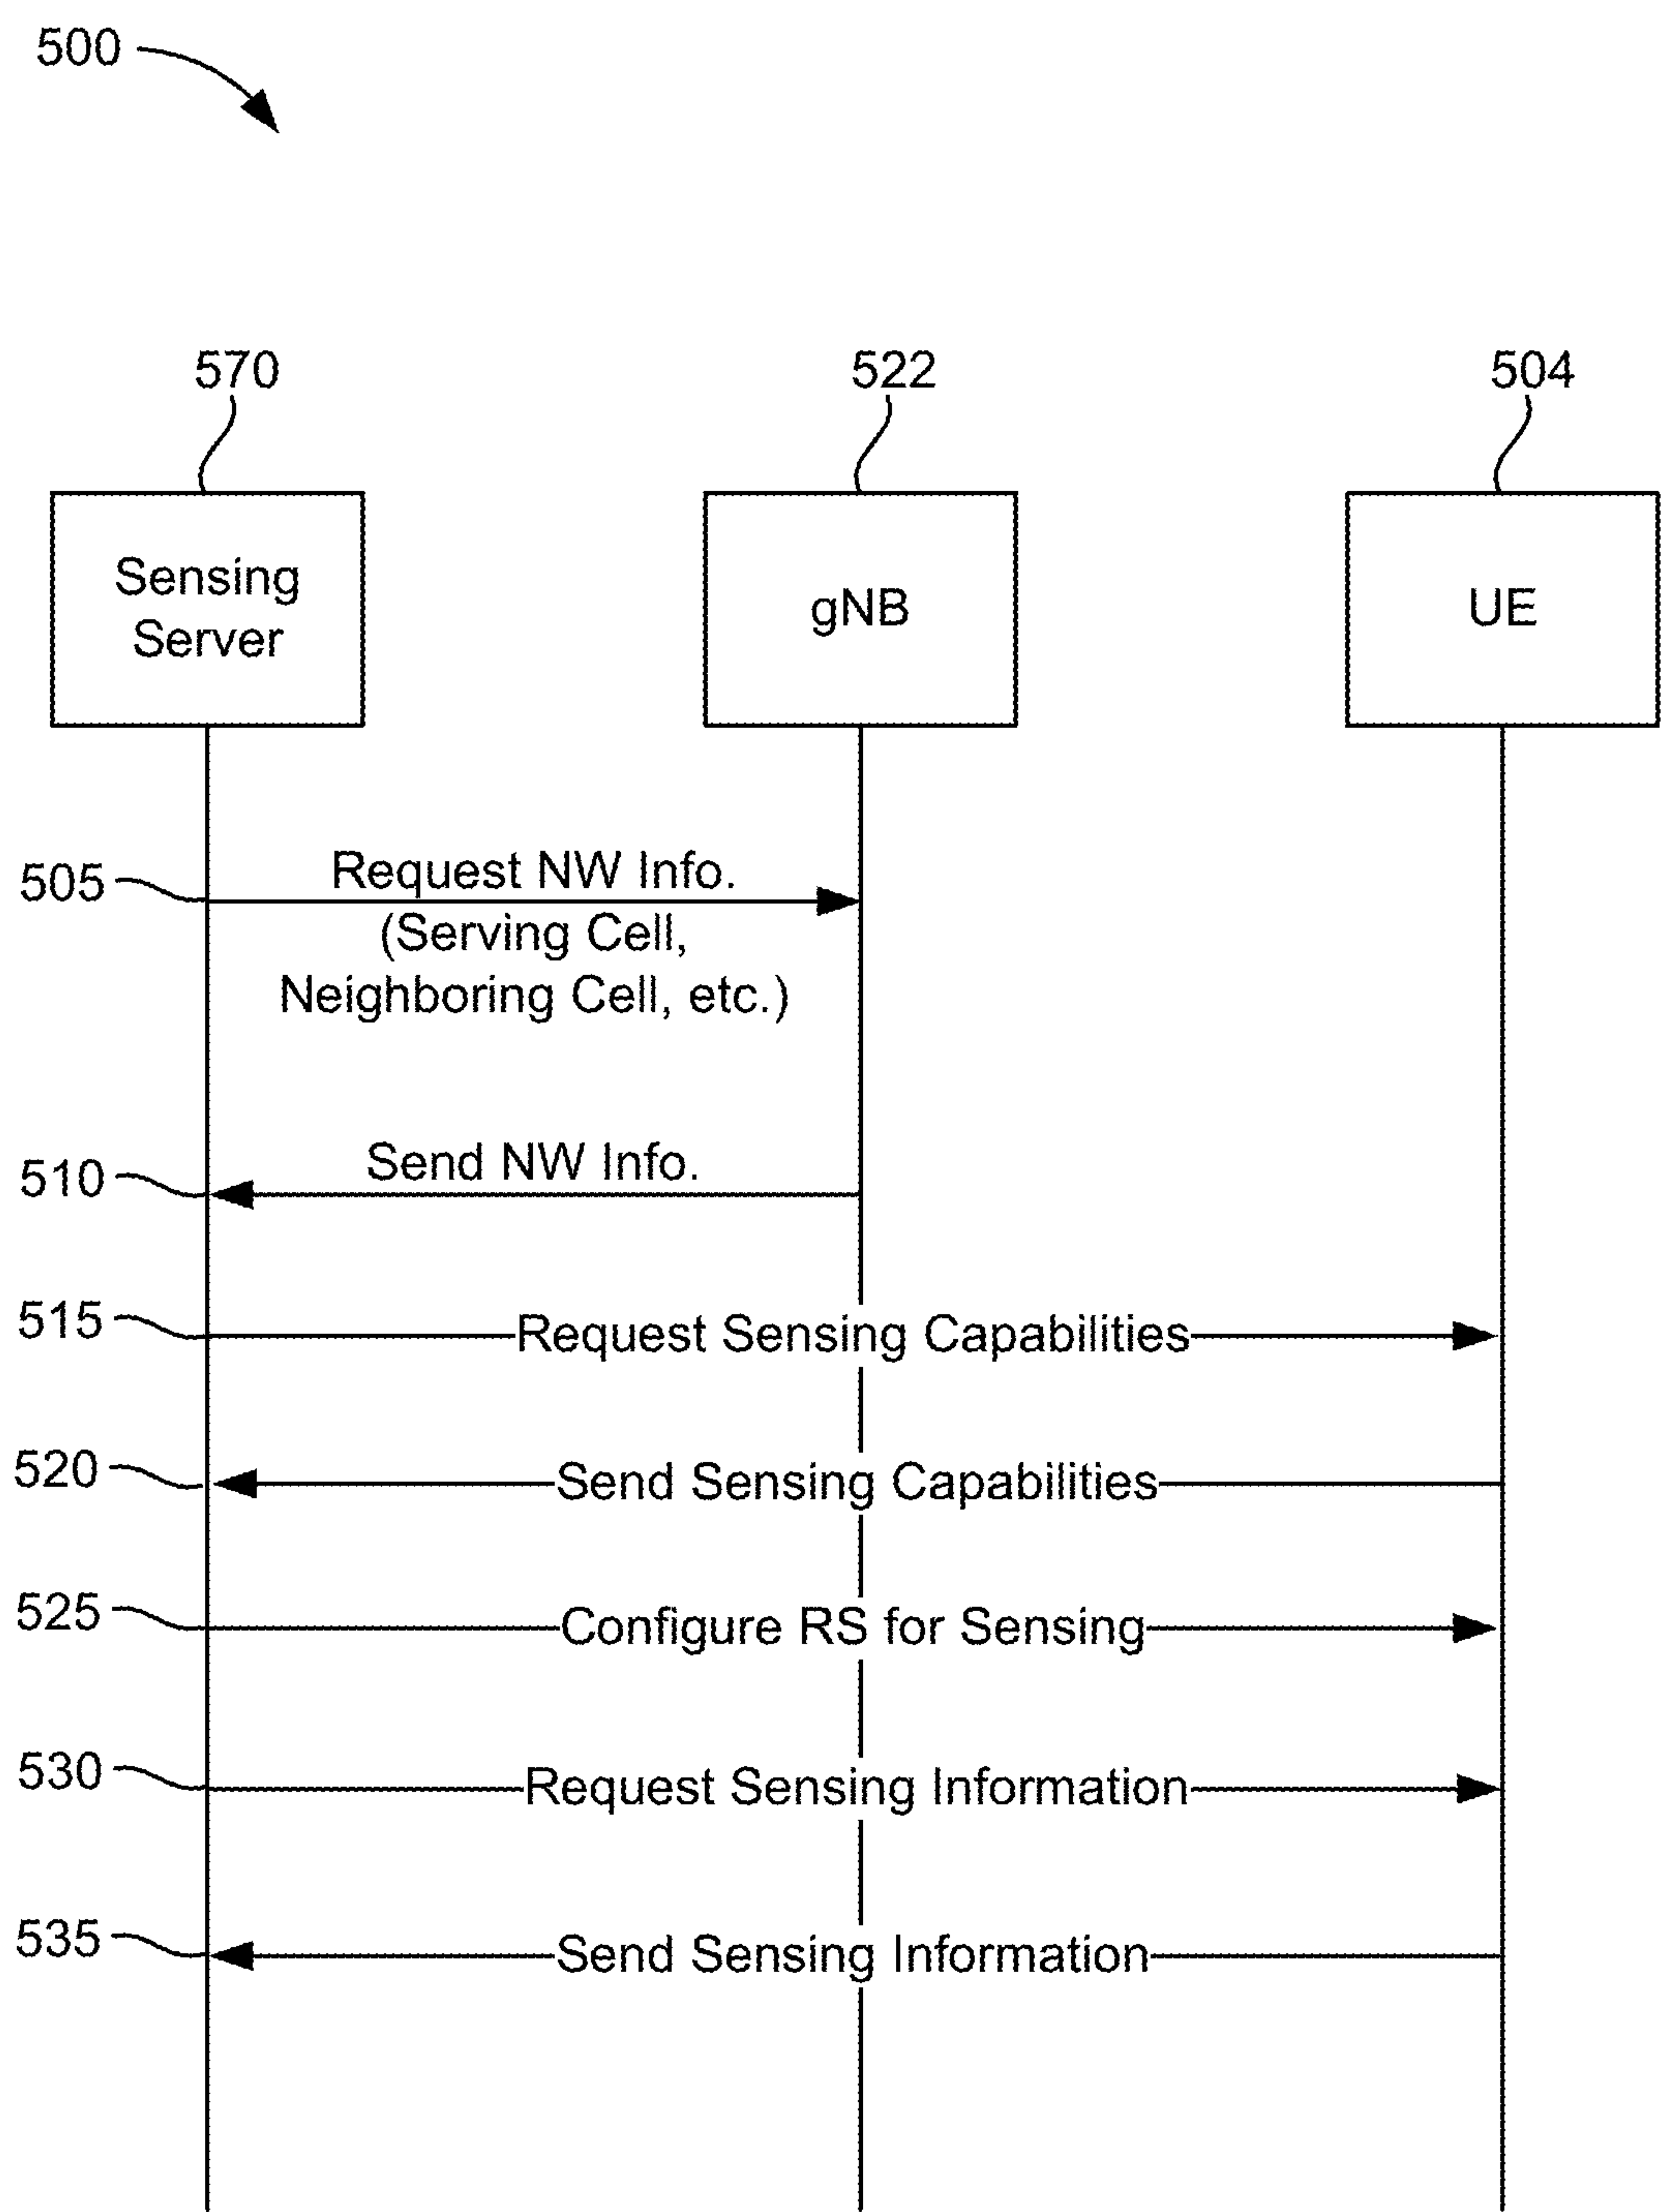 500
570
522
504
Sensing
Server
gNB
UE
505
Request NW Info.
(Serving Cell,
Neighboring Cell, etc.)
510
Send NW Info.
515
Request Sensing Capabilities
520
Send Sensing Capabilities
525
Configure RS for Sensing
530
Request Sensing Information
535
Send Sensing Information